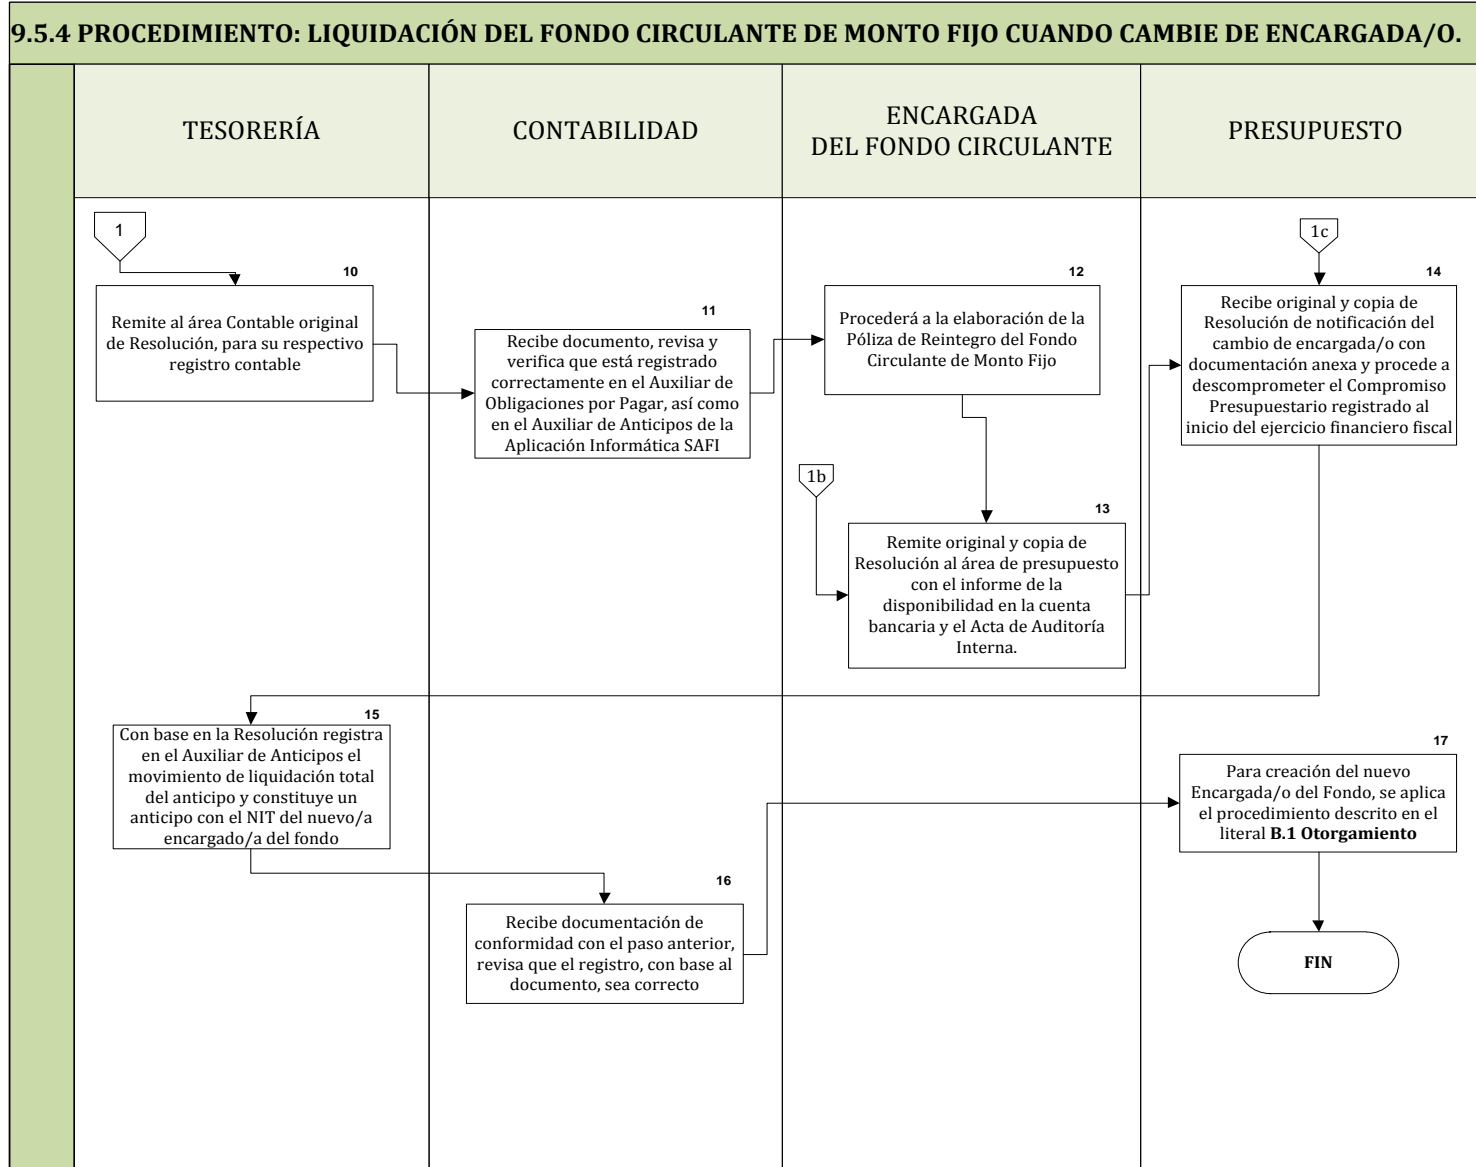 9.5.4 PROCEDIMIENTO: LIQUIDACIÓN DEL FONDO CIRCULANTE DE MONTO FIJO CUANDO CAMBIE DE ENCARGADA/O.
TESORERÍA
CONTABILIDAD
ENCARGADA
DEL FONDO CIRCULANTE
PRESUPUESTO
1
10
Remite al área Contable original
de Resolución, para su respectivo
registro contable
11
Recibe documento, revisa y
verifica que está registrado
correctamente en el Auxiliar de
Obligaciones por Pagar, así como
en el Auxiliar de Anticipos de la
Aplicación Informática SAFI
12
Procederá a la elaboración de la
Póliza de Reintegro del Fondo
Circulante de Monto Fijo
1b
13
Remite original y copia de
Resolución al área de presupuesto
con el informe de la
disponibilidad en la cuenta
bancaria y el Acta de Auditoría
Interna.
1c
14
Recibe original y copia de
Resolución de notificación del
cambio de encargada/o con
documentación anexa y procede a
descomprometer el Compromiso
Presupuestario registrado al
inicio del ejercicio financiero fiscal
15
Con base en la Resolución registra
en el Auxiliar de Anticipos el
movimiento de liquidación total
del anticipo y constituye un
anticipo con el NIT del nuevo/a
encargado/a del fondo
16
Recibe documentación de
conformidad con el paso anterior,
revisa que el registro, con base al
documento, sea correcto
17
Para creación del nuevo
Encargada/o del Fondo, se aplica
el procedimiento descrito en el
literal B.1 Otorgamiento
FIN